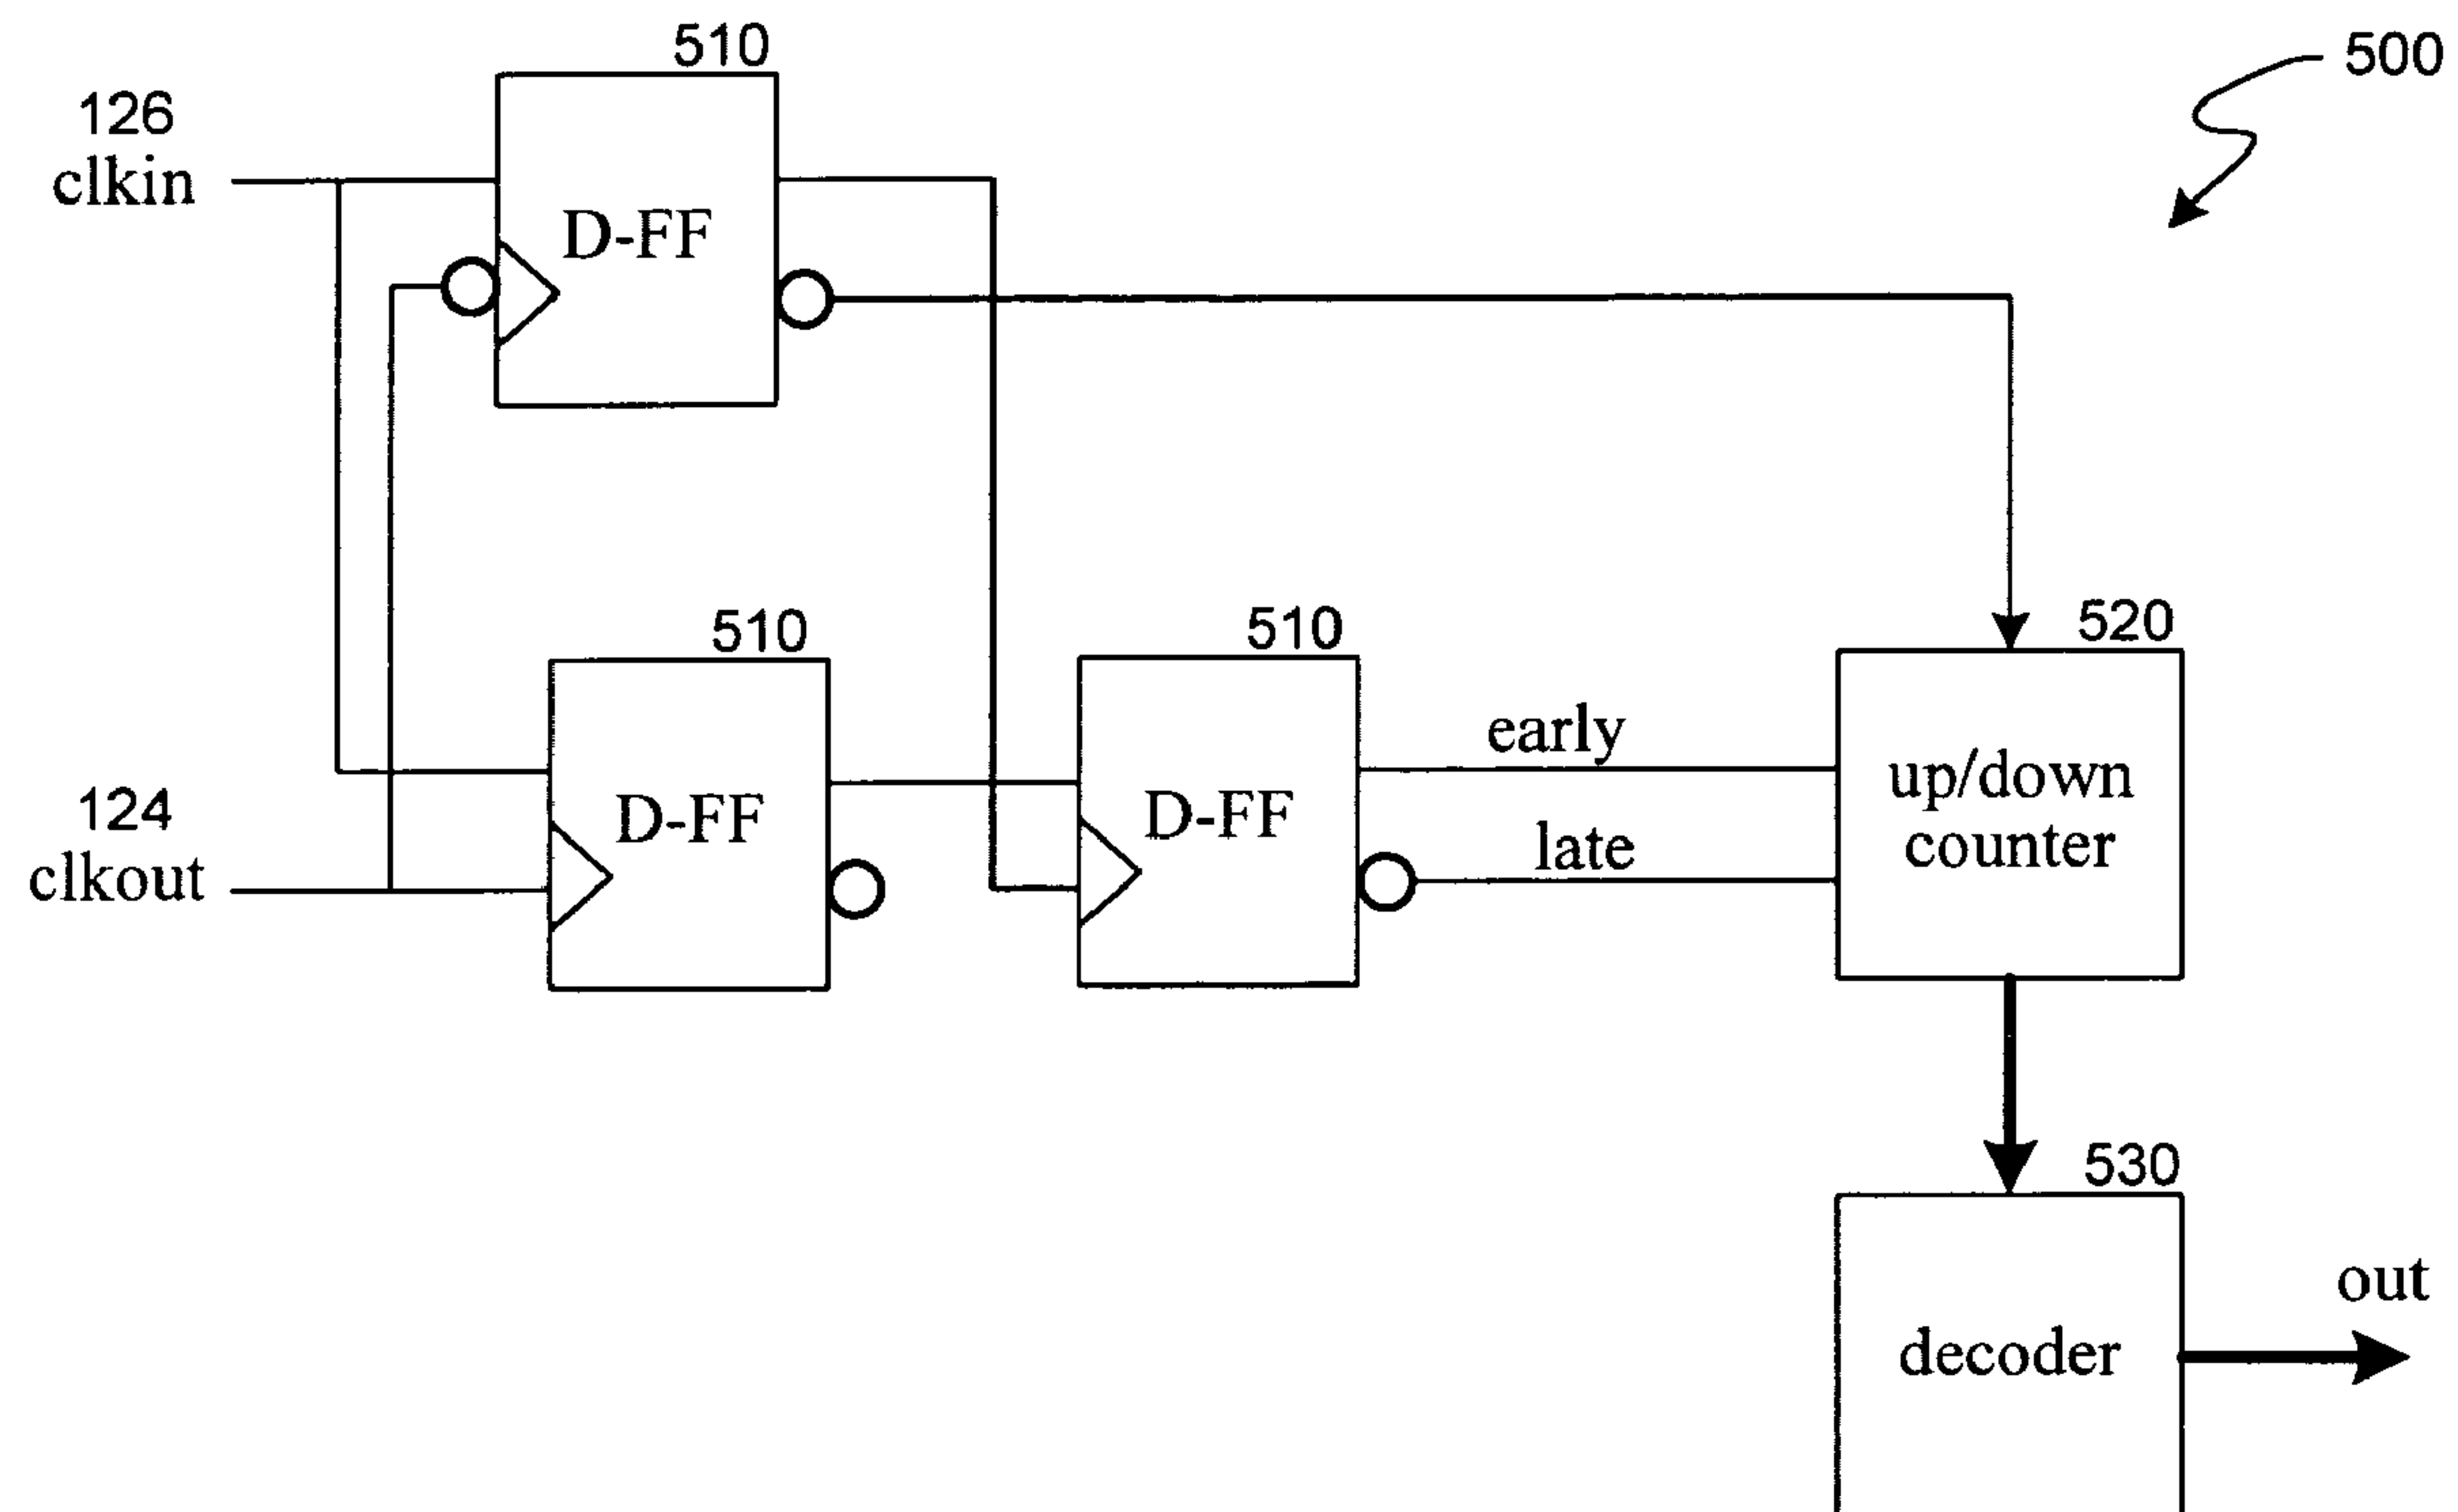 510
500
126
clkin
D-FF
510
510
520
early
124
D-FF
D-FF
up/down
counter
late
clkout
530
out
decoder